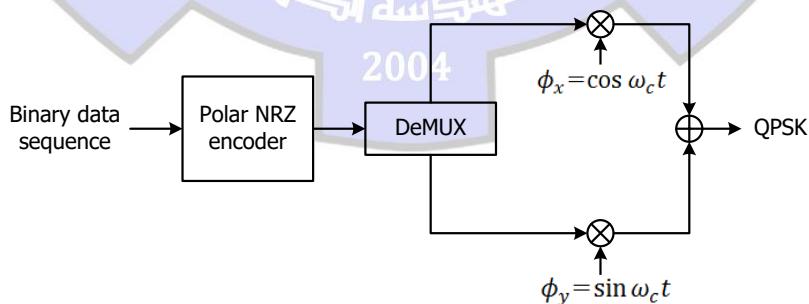 2004
ϕx=cos ωct
Binary data
sequence
Polar NRZ
encoder
DeMUX
QPSK
ϕy=sin ωct